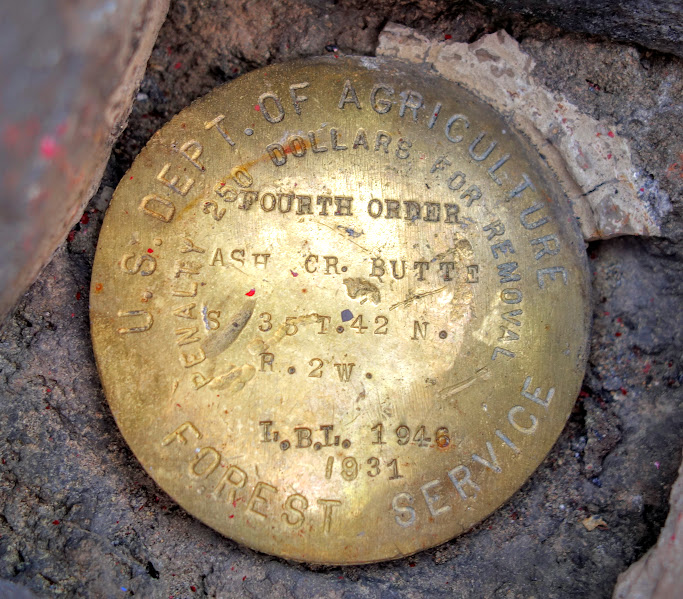 U.S. DEPT. OF AGRICULTURE
PENALTY 250 DOLLARS FOR REMOVAL
FOURTH ORDER
ASH CR. BUTTE
S. 35 T. 42 N.
R. 2 W.
L.B.L. 1946
1931
FOREST SERVICE